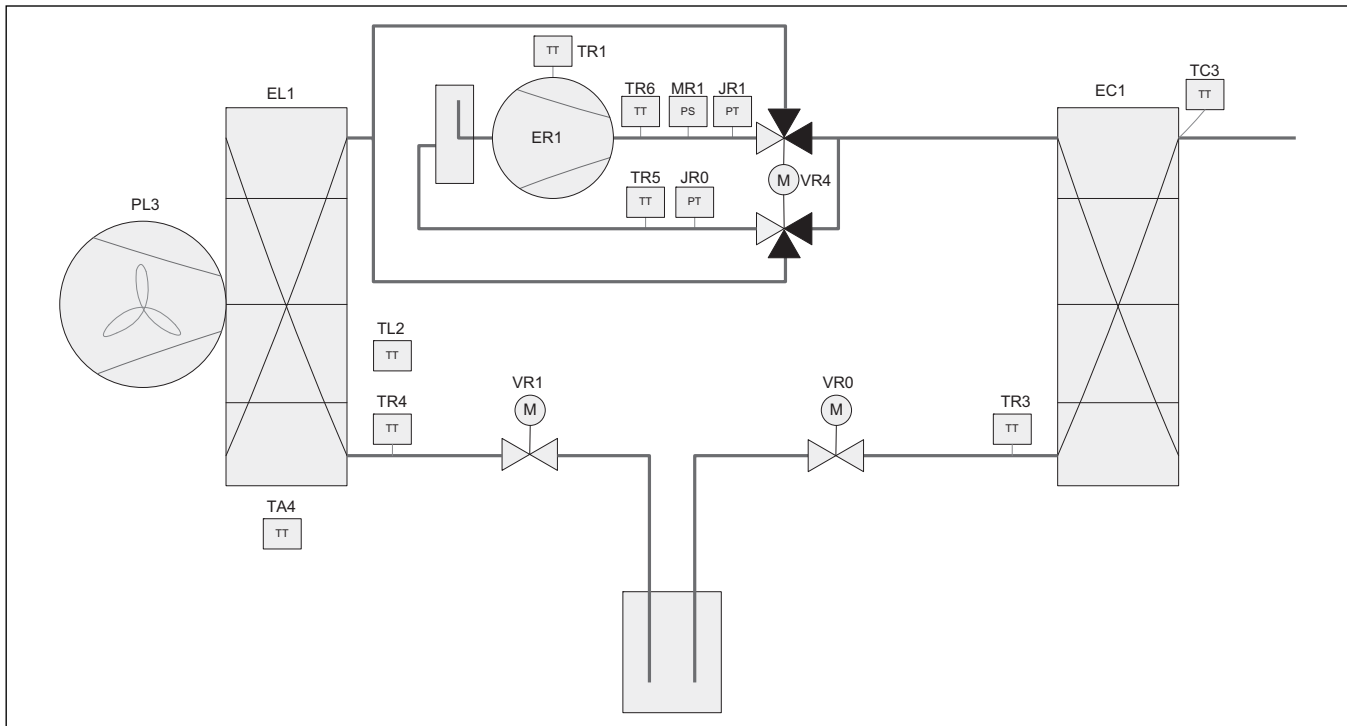 TT TR1
TR6 MR1 JR1
TT PS PT
TC3
TT
EL1
EC1
ER1
TR5 JR0
TT PT
M VR4
PL3
TL2
TT
VR1
VR0
TR4
TR3
M
M
TT
TT
TA4
TT